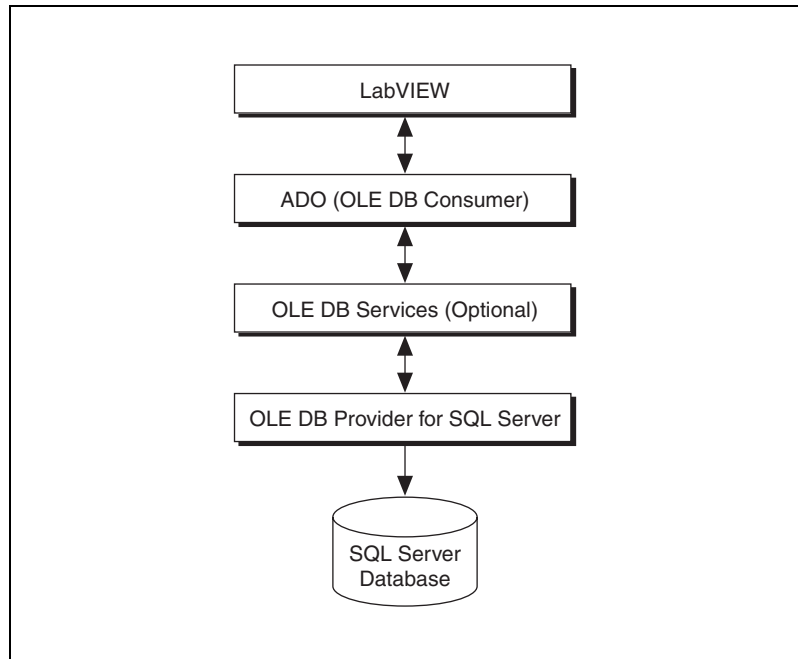 LabVIEW
ADO (OLE DB Consumer)
OLE DB Services (Optional)
OLE DB Provider for SQL Server
SQL Server
Database